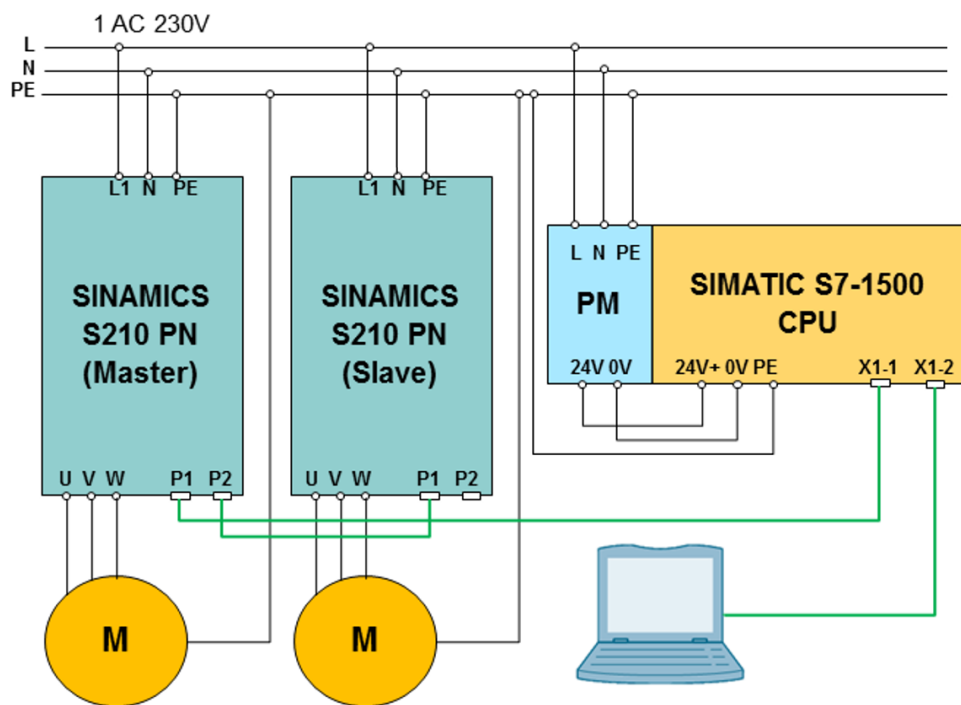 1 AC 230V
L
N
PE
L1 N PE
L1 N PE
L N PE
SINAMICS
S210 PN
(Master)
SINAMICS
S210 PN
(Slave)
PM
SIMATIC S7-1500
CPU
24V 0V
24V+ 0V PE
X1-1 X1-2
U V W P1 P2
U V W P1 P2
M
M